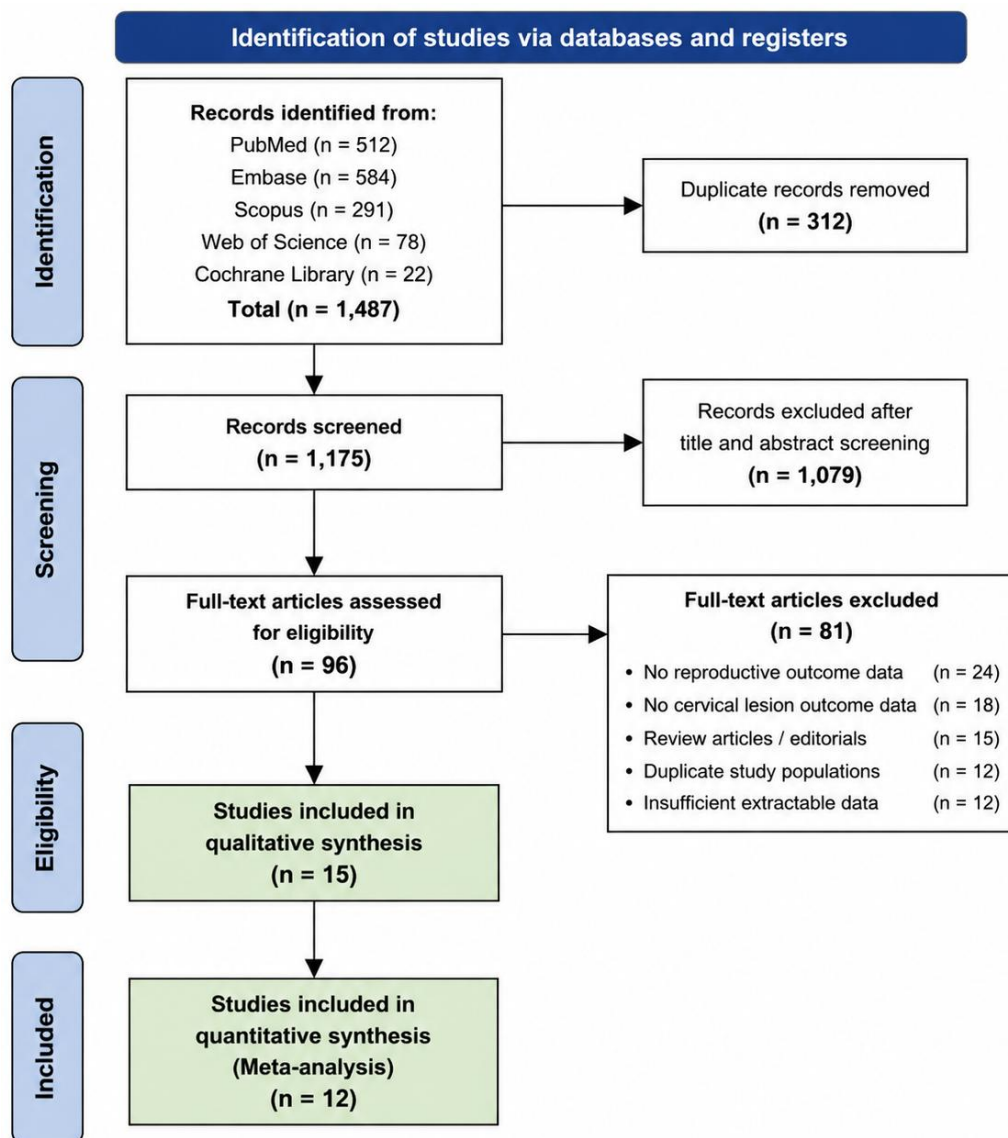 Identification of studies via databases and registers
Identification
Records identified from:
PubMed (n = 512)
Embase (n = 584)
Scopus (n = 291)
Web of Science (n = 78)
Cochrane Library (n = 22)
Total (n = 1,487)
Duplicate records removed
(n = 312)
Screening
Records screened
(n = 1,175)
Records excluded after
title and abstract screening
(n = 1,079)
Full-text articles assessed
for eligibility
(n = 96)
Full-text articles excluded
(n = 81)
• No reproductive outcome data (n = 24)
• No cervical lesion outcome data (n = 18)
• Review articles / editorials (n = 15)
• Duplicate study populations (n = 12)
• Insufficient extractable data (n = 12)
Eligibility
Studies included in
qualitative synthesis
(n = 15)
Included
Studies included in
quantitative synthesis
(Meta-analysis)
(n = 12)